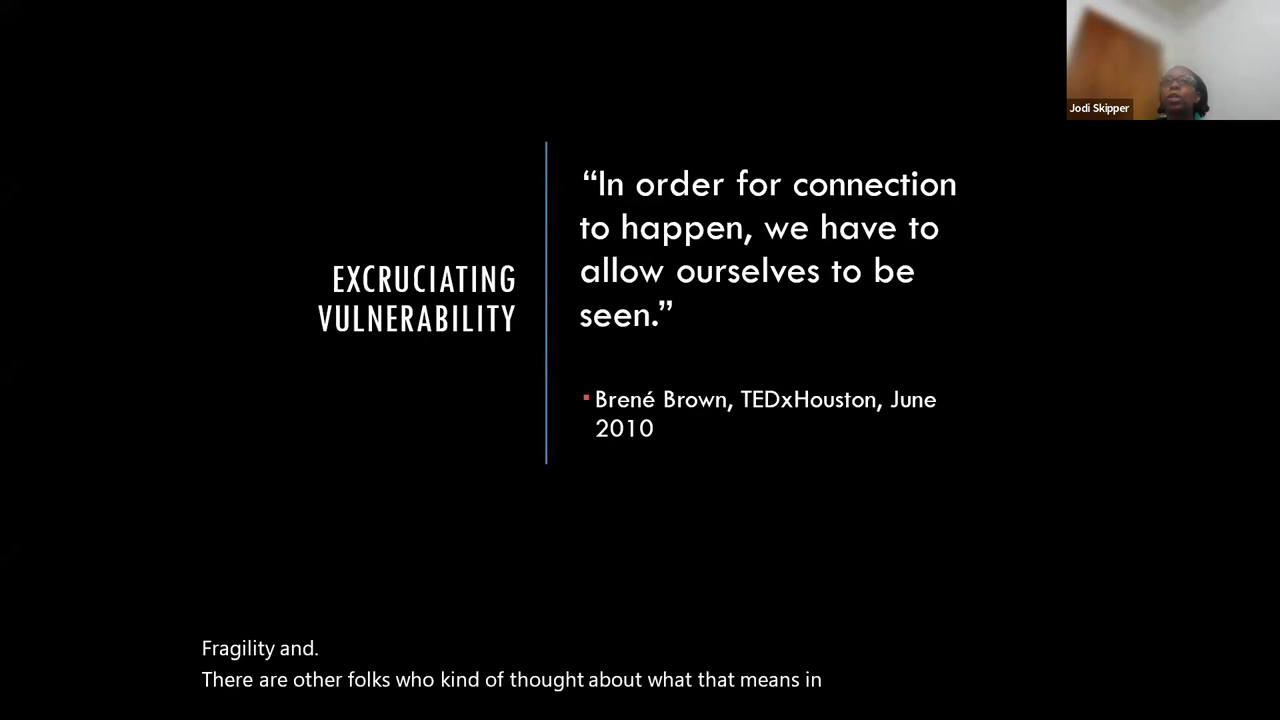 Jodi Skipper
EXCRUCIATING
VULNERABILITY
“In order for connection
to happen, we have to
allow ourselves to be
seen.”
▪ Brené Brown, TEDxHouston, June
2010
Fragility and.
There are other folks who kind of thought about what that means in